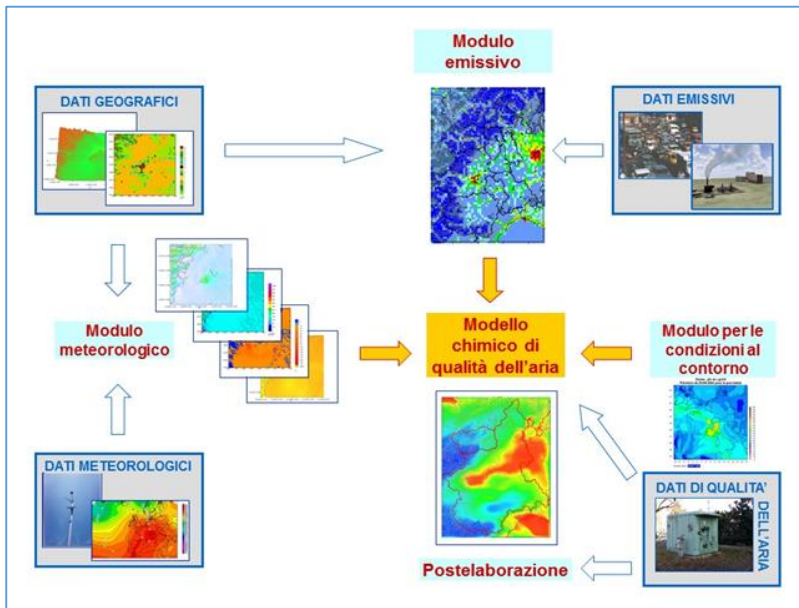 Modulo
emissivo
DATI GEOGRAFICI
DATI EMISSIVI
Modulo
meteorologico
Modello
chimico di
qualità dell'aria
Modulo per le
condizioni al
contorno
DATI METEOROLOGICI
DATI DI QUALITA'
DELL'ARIA
Postelaborazione